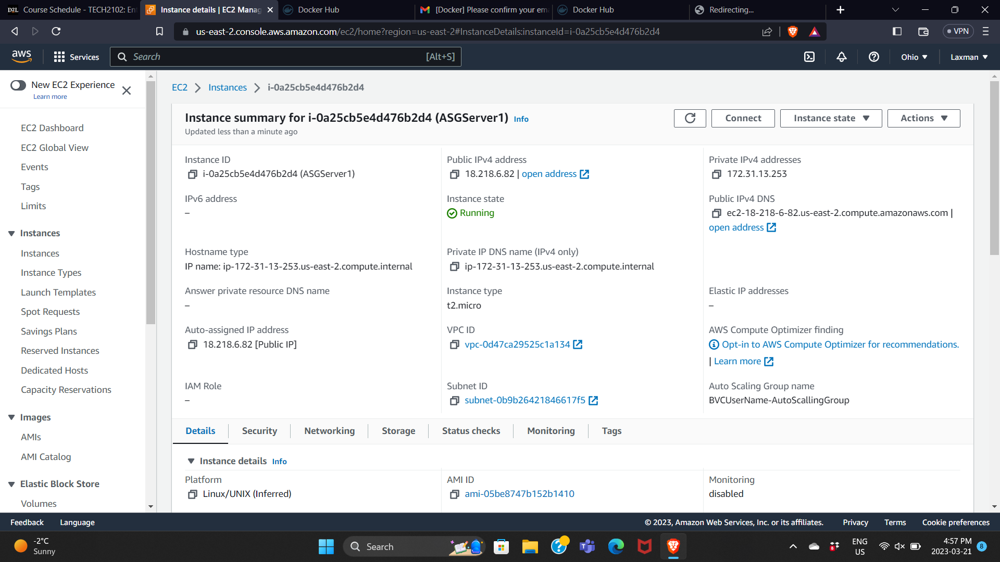 D2L Course Schedule - TECH2102: En
Instance details | EC2 Manag
Docker Hub
[Docker] Please confirm your ema
Docker Hub
Redirecting...
us-east-2.console.aws.amazon.com/ec2/home?region=us-east-2#InstanceDetails:instanceId=i-0a25cb5e4d476b2d4
VPN
aws
Services
Search
[Alt+S]
Ohio
Laxman
New EC2 Experience
Learn more
EC2 Dashboard
EC2 Global View
Events
Tags
Limits
Instances
Instances
Instance Types
Launch Templates
Spot Requests
Savings Plans
Reserved Instances
Dedicated Hosts
Capacity Reservations
Images
AMIs
AMI Catalog
Elastic Block Store
Volumes
EC2 > Instances > i-0a25cb5e4d476b2d4
Instance summary for i-0a25cb5e4d476b2d4 (ASGServer1) Info
Updated less than a minute ago
Connect
Instance state
Actions
Instance ID
i-0a25cb5e4d476b2d4 (ASGServer1)
Public IPv4 address
18.218.6.82 | open address
Private IPv4 addresses
172.31.13.253
IPv6 address
–
Instance state
Running
Public IPv4 DNS
ec2-18-218-6-82.us-east-2.compute.amazonaws.com |
open address
Hostname type
IP name: ip-172-31-13-253.us-east-2.compute.internal
Private IP DNS name (IPv4 only)
ip-172-31-13-253.us-east-2.compute.internal
Answer private resource DNS name
–
Instance type
t2.micro
Elastic IP addresses
–
Auto-assigned IP address
18.218.6.82 [Public IP]
VPC ID
vpc-0d47ca29525c1a134
AWS Compute Optimizer finding
Opt-in to AWS Compute Optimizer for recommendations.
| Learn more
IAM Role
–
Subnet ID
subnet-0b9b26421846617f5
Auto Scaling Group name
BVCUserName-AutoScallingGroup
Details
Security
Networking
Storage
Status checks
Monitoring
Tags
Instance details Info
Platform
Linux/UNIX (Inferred)
AMI ID
ami-05be8747b152b1410
Monitoring
disabled
Feedback
Language
© 2023, Amazon Web Services, Inc. or its affiliates.
Privacy
Terms
Cookie preferences
-2°C
Sunny
Search
ENG
US
4:57 PM
2023-03-21
8